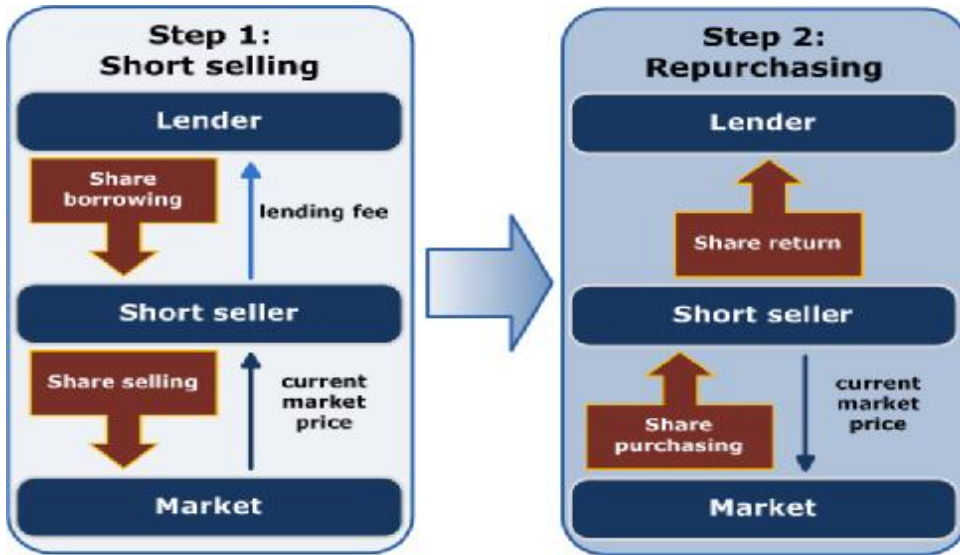 Step 1:
Short selling
Lender
Share
borrowing
lending fee
Short seller
Share selling
current
market
price
Market
Step 2:
Repurchasing
Lender
Share return
Short seller
Share
purchasing
current
market
price
Market